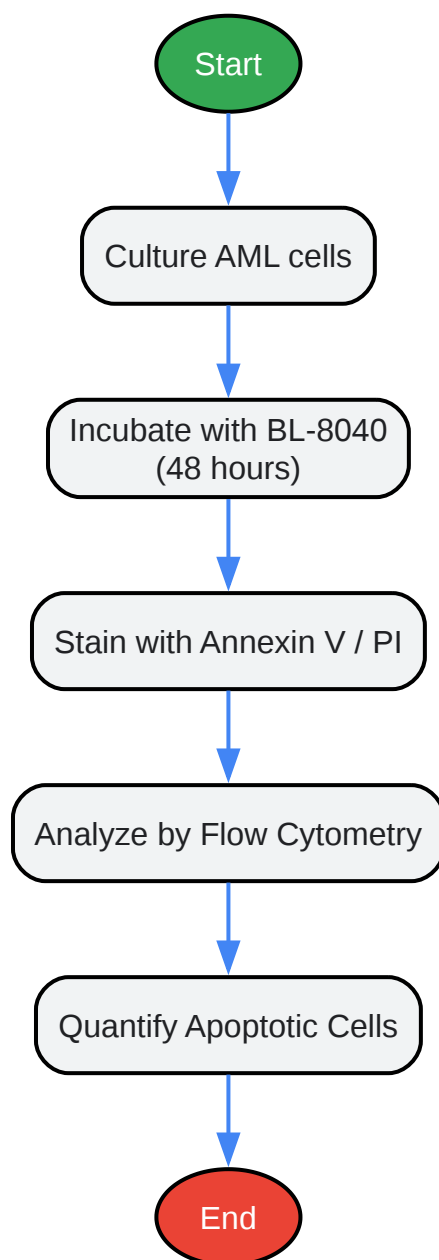 Start
Culture AML cells
Incubate with BL-8040
(48 hours)
Stain with Annexin V / PI
Analyze by Flow Cytometry
Quantify Apoptotic Cells
End